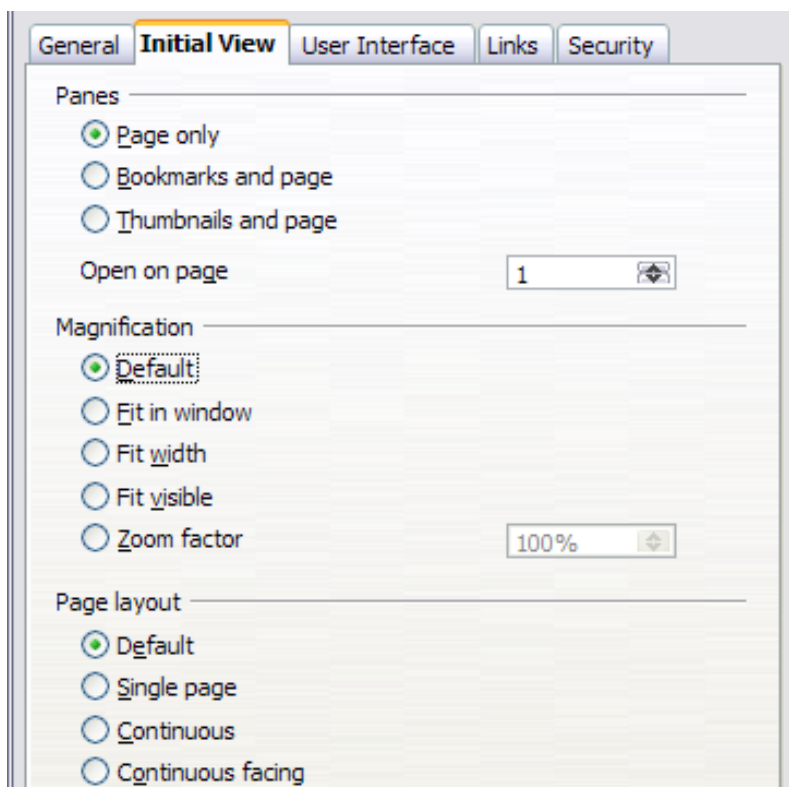 General Initial View User Interface Links Security
Panes
Page only
Bookmarks and page
Thumbnails and page
Open on page 1
Magnification
Default
Fit in window
Fit width
Fit visible
Zoom factor 100%
Page layout
Default
Single page
Continuous
Continuous facing